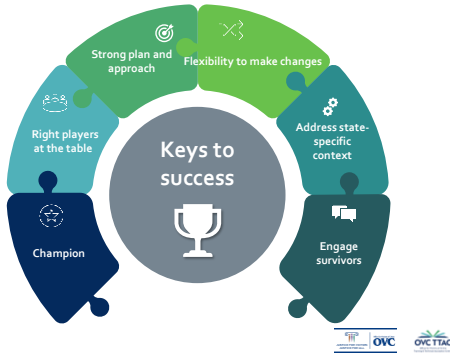 Strong plan and
approach
Flexibility to make changes
Right players
at the table
Address state-
specific
context
Keys to
success
Champion
Engage
survivors
OVC
OVC TTAC